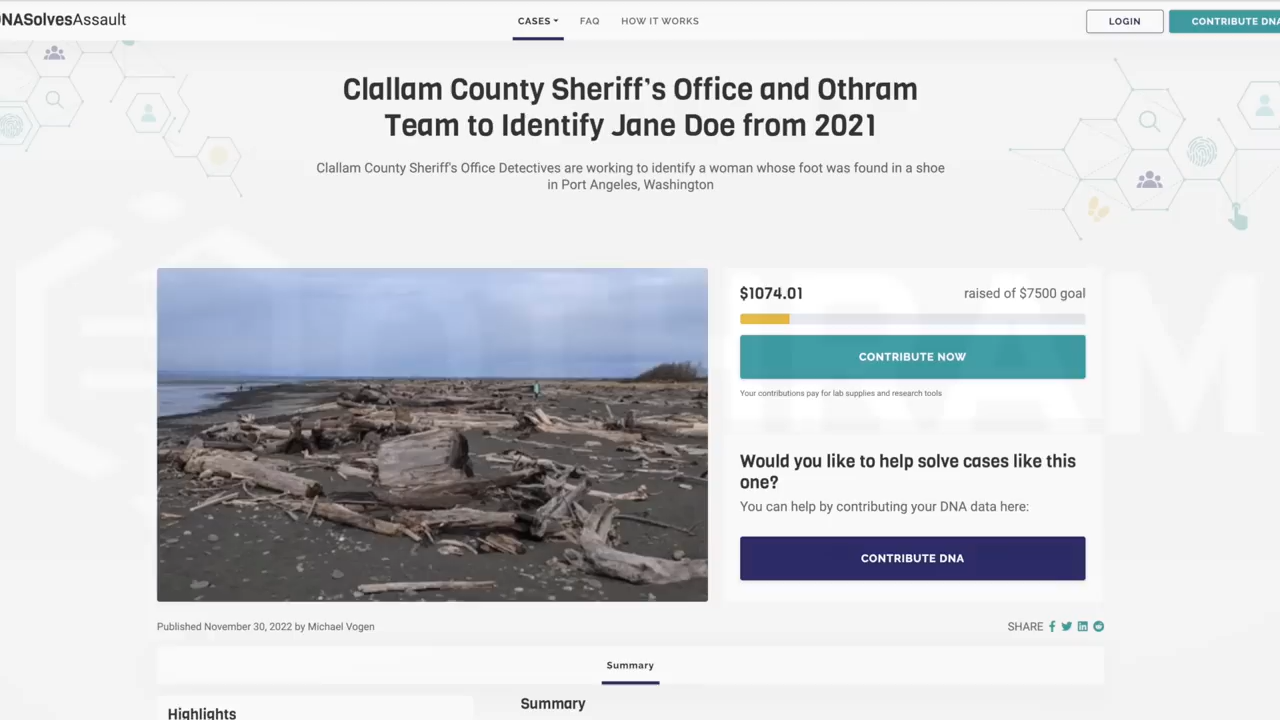 DNASolvesAssault
CASES
FAQ
HOW IT WORKS
LOGIN
CONTRIBUTE DNA
Clallam County Sheriff's Office and Othram
Team to Identify Jane Doe from 2021
Clallam County Sheriff's Office Detectives are working to identify a woman whose foot was found in a shoe
in Port Angeles, Washington
OTHRAM
$1074.01
raised of $7500 goal
CONTRIBUTE NOW
Your contributions pay for lab supplies and research tools
Would you like to help solve cases like this
one?
You can help by contributing your DNA data here:
CONTRIBUTE DNA
Published November 30, 2022 by Michael Vogen
SHARE
Summary
Highlights
Summary